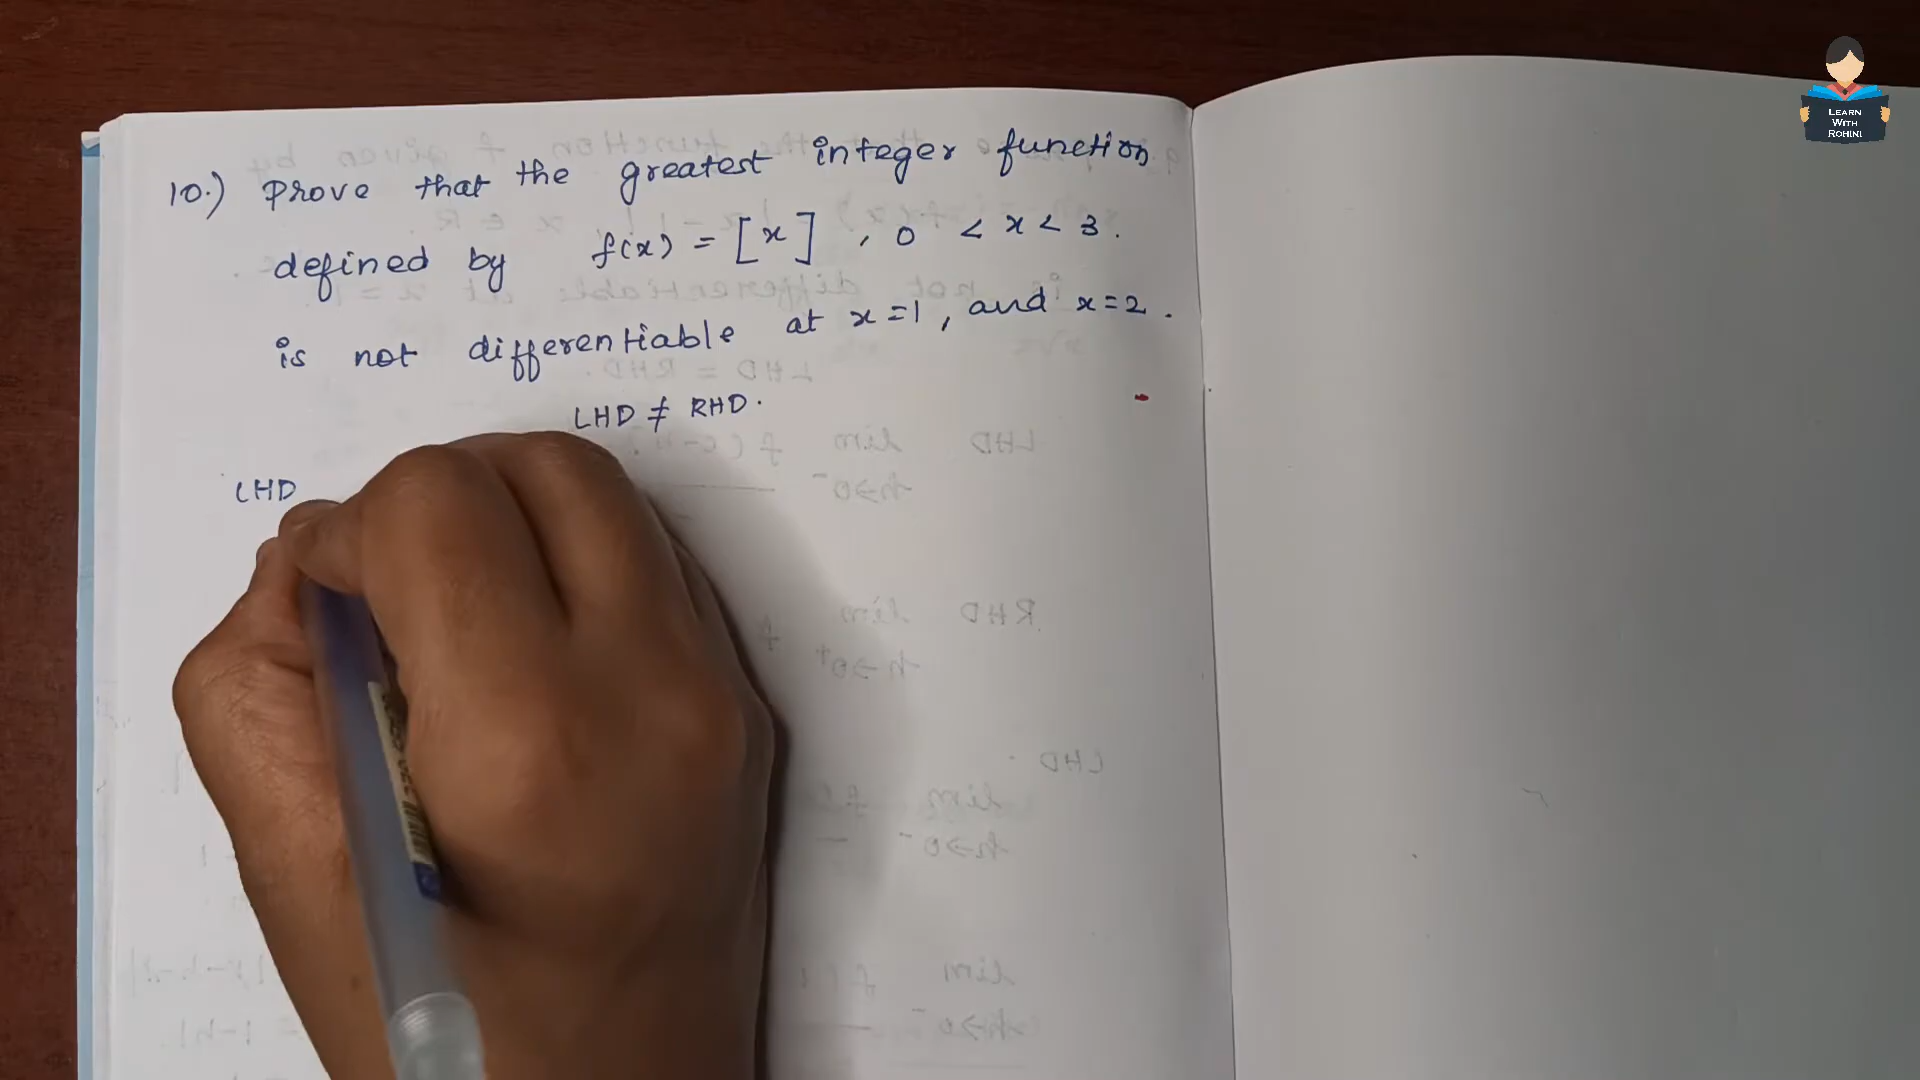 10.) Prove that the greatest integer function
defined by f(x) = [x] , 0 < x < 3.
is not differentiable at x=1, and x=2.
LHD ≠ RHD.
LHD
LEARN
WITH
ROHINI